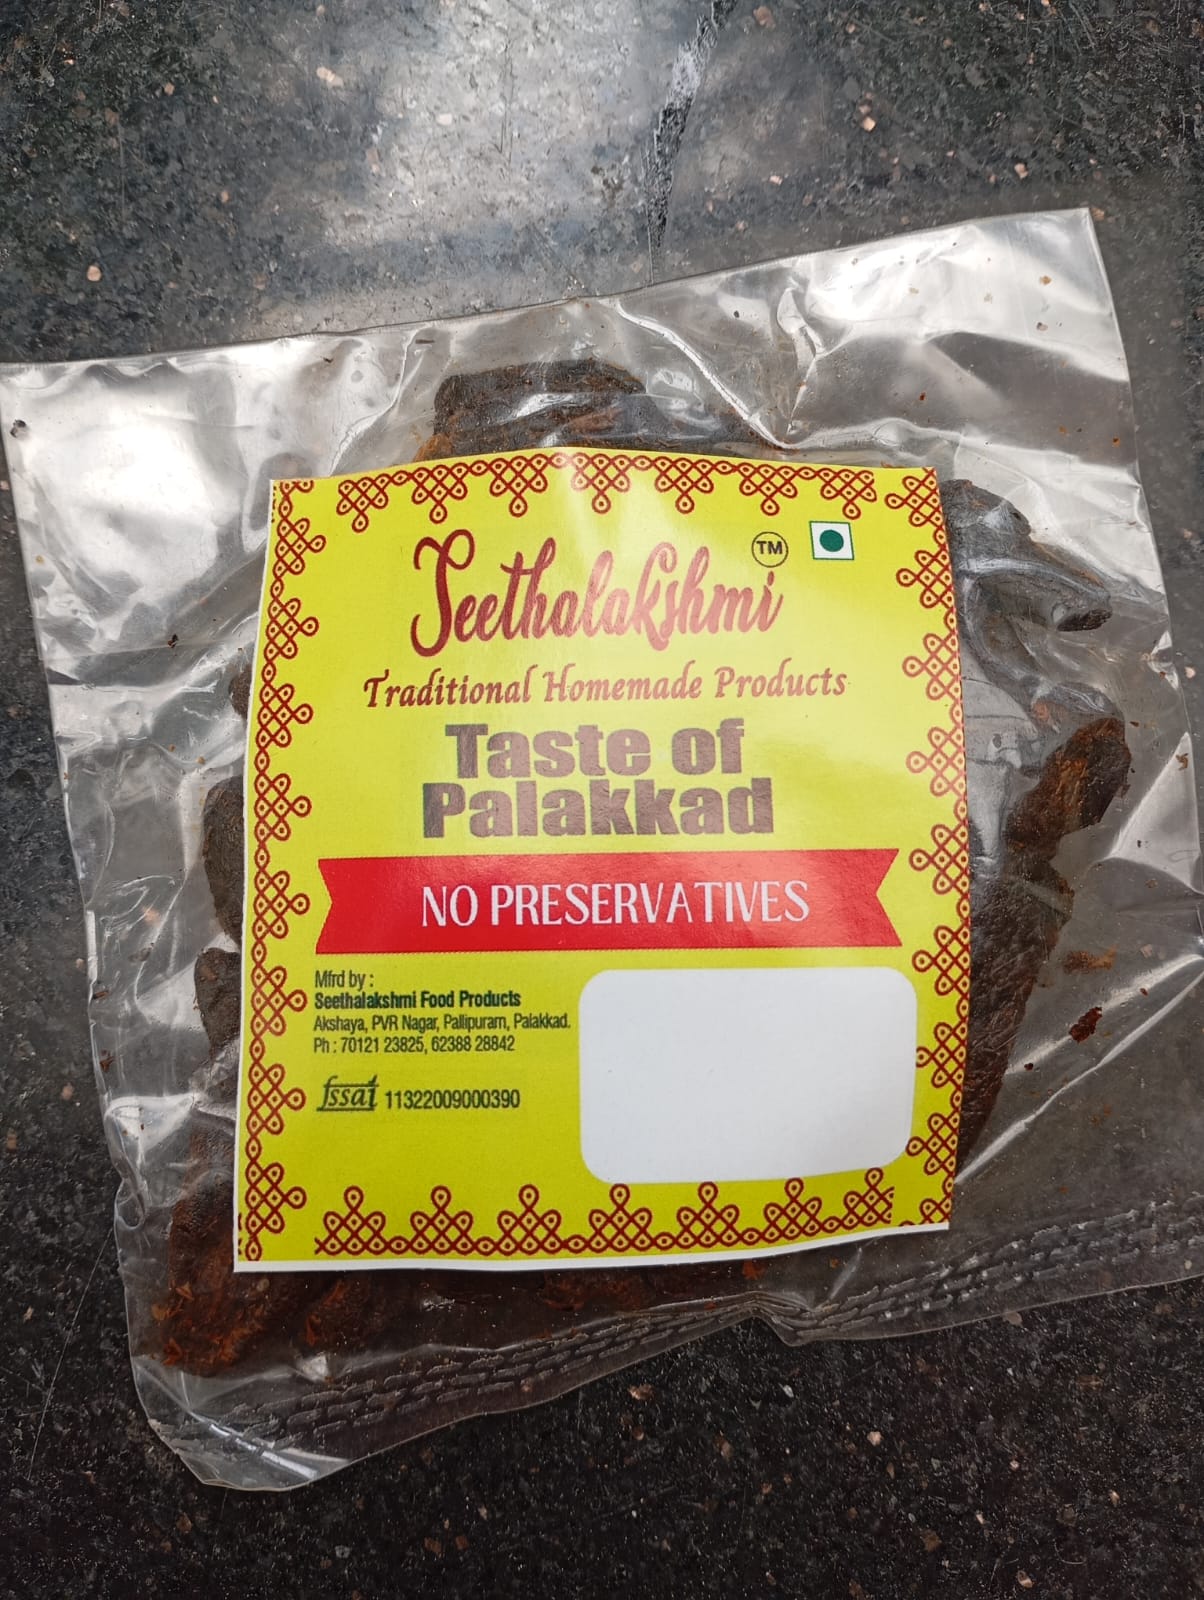 Seethalakshmi TM
Traditional Homemade Products
Taste of
Palakkad
NO PRESERVATIVES
Mfrd by :
Seethalakshmi Food Products
Akshaya, PVR Nagar, Pallipuram, Palakkad.
Ph : 70121 23825, 62388 28842
fssai 11322009000390